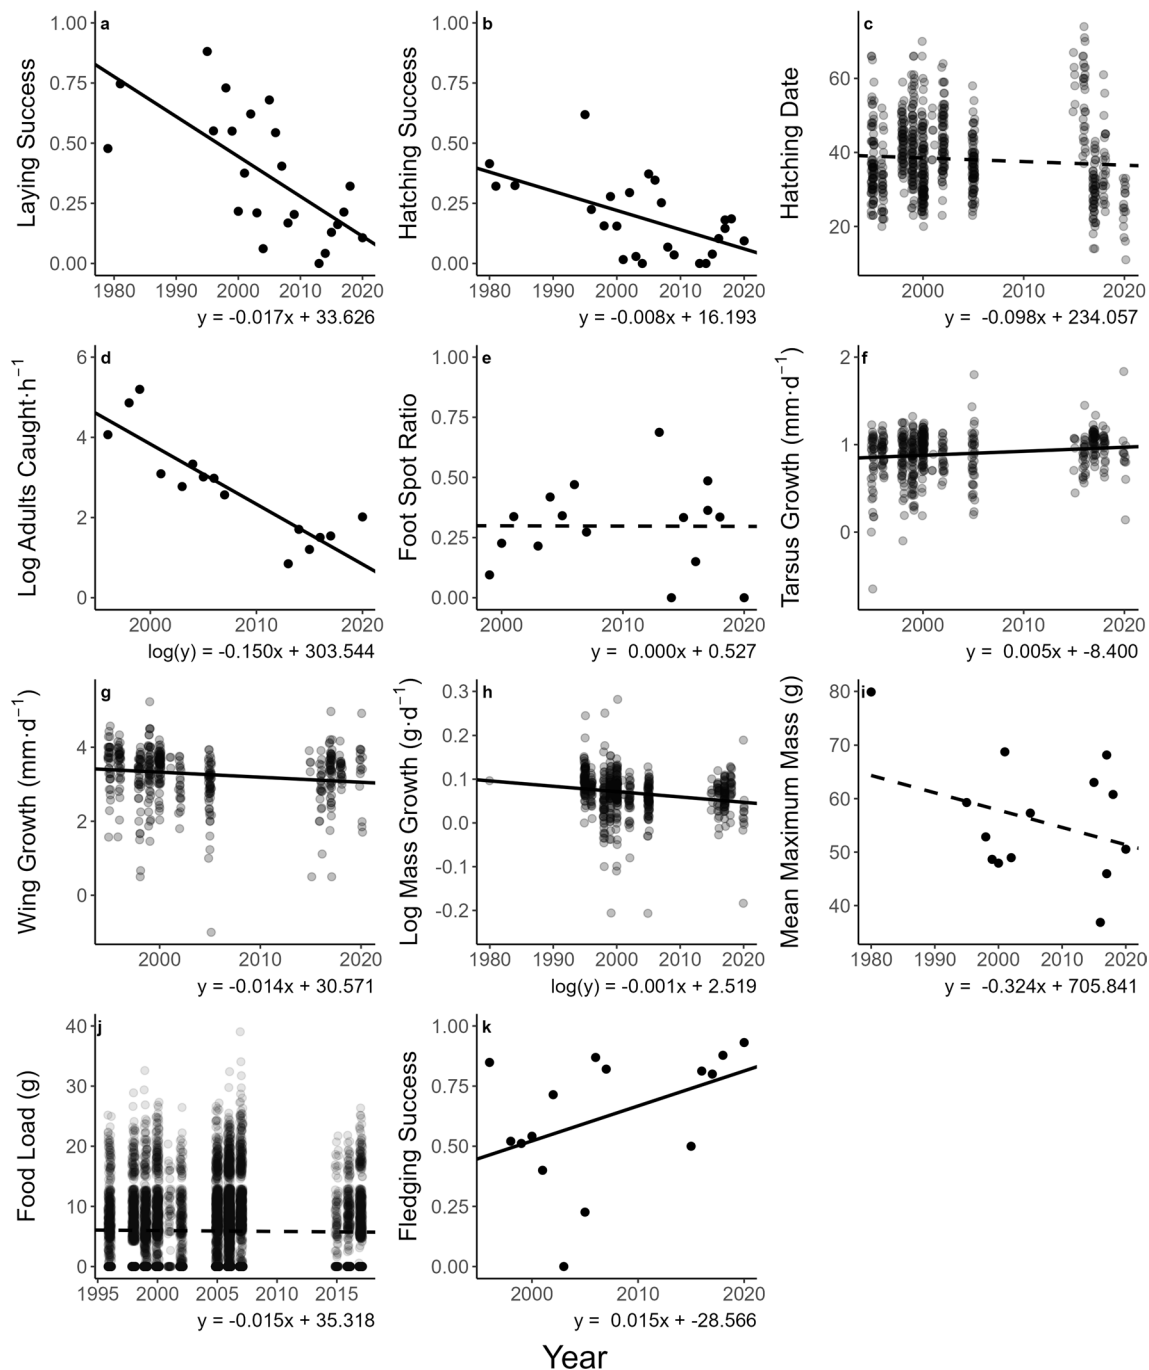 a
Laying Success
1.00
0.75
0.50
0.25
0.00
1980 1990 2000 2010 2020
y = -0.017x + 33.626
b
Hatching Success
1.00
0.75
0.50
0.25
0.00
1980 1990 2000 2010 2020
y = -0.008x + 16.193
c
Hatching Date
60
40
20
2000 2010 2020
y = -0.098x + 234.057
d
Log Adults Caught·h⁻¹
6
4
2
0
2000 2010 2020
log(y) = -0.150x + 303.544
e
Foot Spot Ratio
1.00
0.75
0.50
0.25
0.00
2000 2010 2020
y = 0.000x + 0.527
f
Tarsus Growth (mm·d⁻¹)
2
1
0
2000 2010 2020
y = 0.005x + -8.400
g
Wing Growth (mm·d⁻¹)
4
2
0
2000 2010 2020
y = -0.014x + 30.571
h
Log Mass Growth (g·d⁻¹)
0.3
0.2
0.1
0.0
-0.1
-0.2
1980 1990 2000 2010 2020
log(y) = -0.001x + 2.519
i
Mean Maximum Mass (g)
80
70
60
50
40
1980 1990 2000 2010 2020
y = -0.324x + 705.841
j
Food Load (g)
40
30
20
10
0
1995 2000 2005 2010 2015
y = -0.015x + 35.318
k
Fledging Success
1.00
0.75
0.50
0.25
0.00
2000 2010 2020
y = 0.015x + -28.566
Year